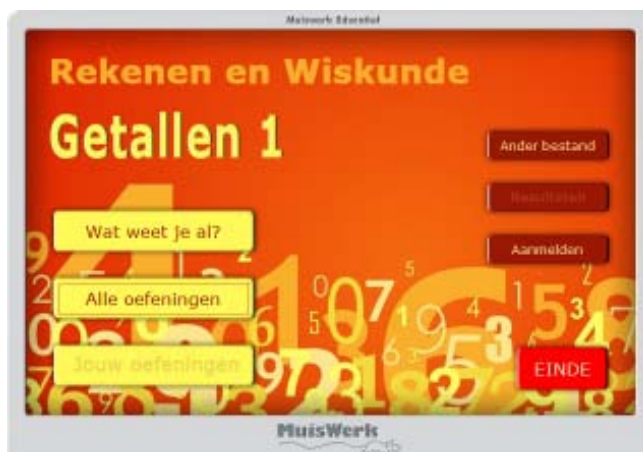 Muiswerk Educatief
Rekenen en Wiskunde
Getallen 1
Ander bestand
Resultaten
Wat weet je al?
Aanmelden
Alle oefeningen
Jouw oefeningen
EINDE
MuisWerk